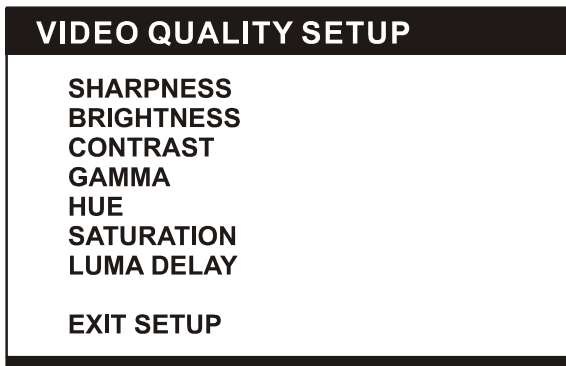 VIDEO QUALITY SETUP
SHARPNESS
BRIGHTNESS
CONTRAST
GAMMA
HUE
SATURATION
LUMA DELAY
EXIT SETUP